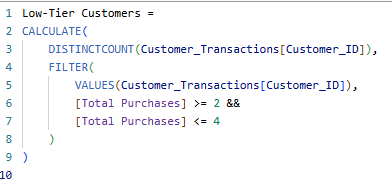 1 Low-Tier Customers =
2 CALCULATE(
3 DISTINCTCOUNT(Customer_Transactions[Customer_ID]),
4 FILTER(
5 VALUES(Customer_Transactions[Customer_ID]),
6 [Total Purchases] >= 2 &&
7 [Total Purchases] <= 4
8 )
9 )
10